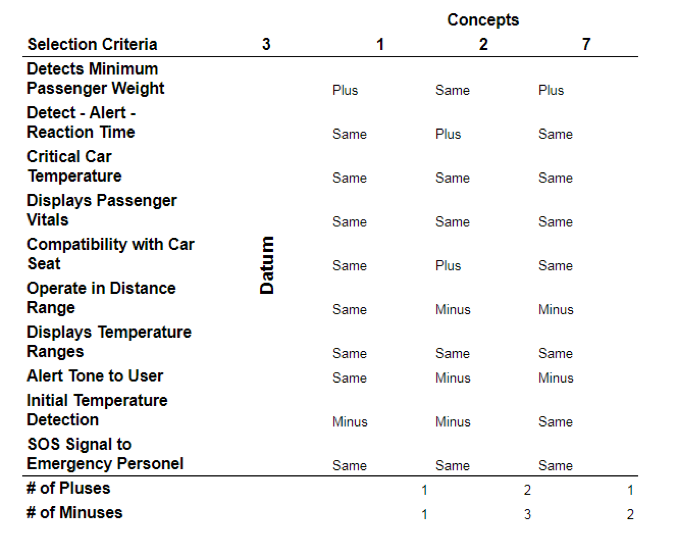 Concepts
Selection Criteria 3 1 2 7
Detects Minimum
Passenger Weight Plus Same Plus
Detect - Alert -
Reaction Time Same Plus Same
Critical Car
Temperature Same Same Same
Displays Passenger
Vitals Same Same Same
Datum
Compatibility with Car
Seat Same Plus Same
Operate in Distance
Range Same Minus Minus
Displays Temperature
Ranges Same Same Same
Alert Tone to User Same Minus Minus
Initial Temperature
Detection Minus Minus Same
SOS Signal to
Emergency Personel Same Same Same
# of Pluses 1 2 1
# of Minuses 1 3 2